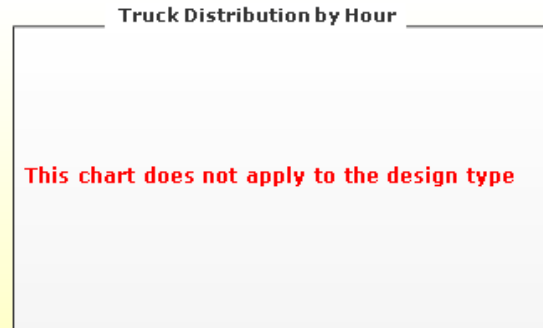 Truck Distribution by Hour
This chart does not apply to the design type